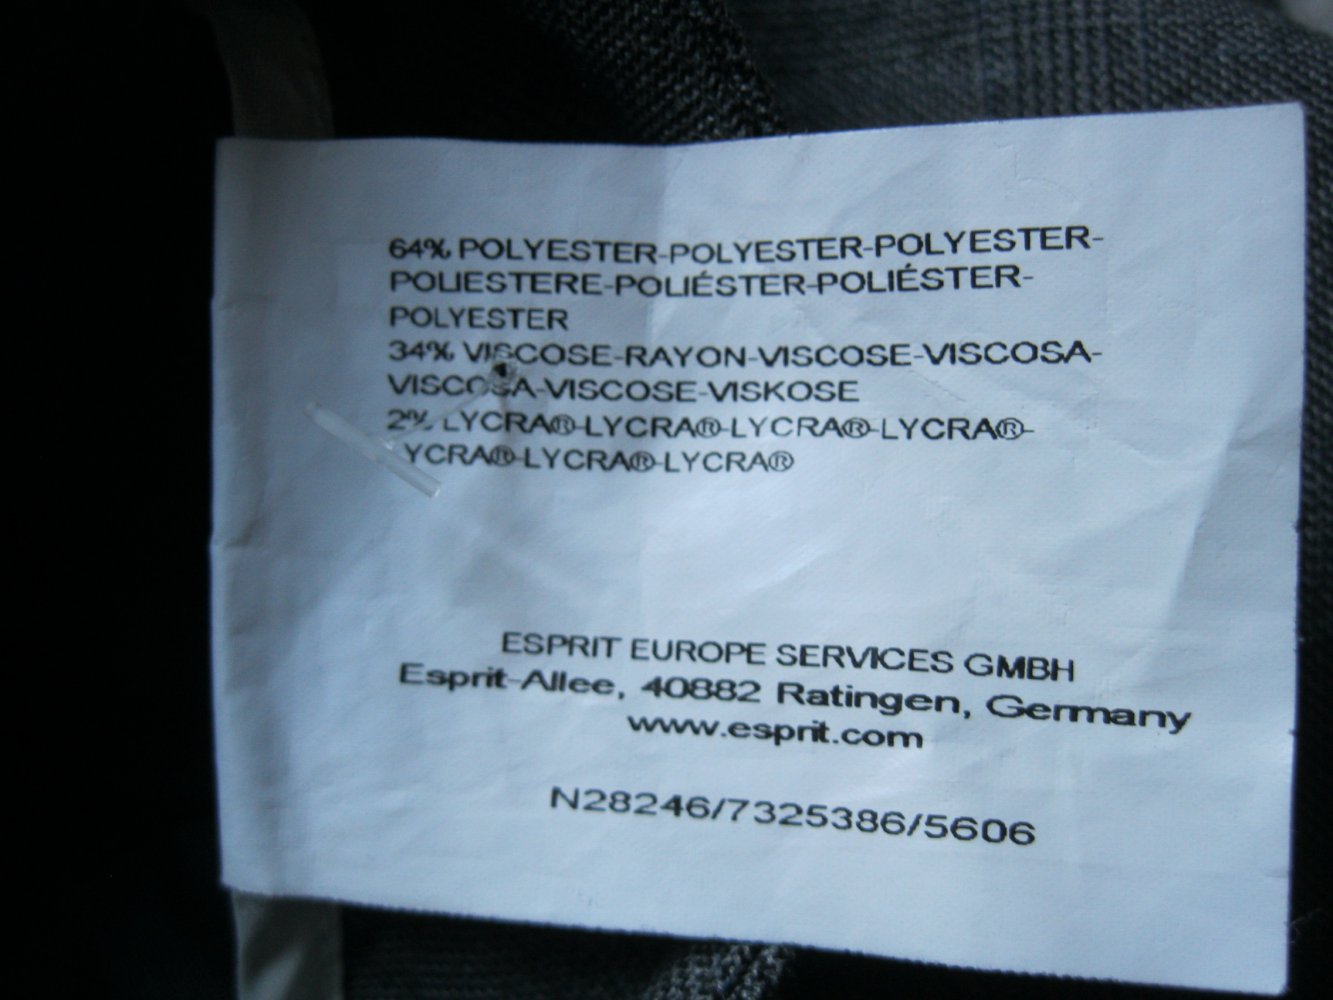 64% POLYESTER-POLYESTER-POLYESTER-
POLIESTERE-POLIÉSTER-POLIÉSTER-
POLYESTER
34% VISCOSE-RAYON-VISCOSE-VISCOSA-
VISCOSA-VISCOSE-VISKOSE
2% LYCRA®-LYCRA®-LYCRA®-LYCRA®-
YCRA®-LYCRA®-LYCRA®
ESPRIT EUROPE SERVICES GMBH
Esprit-Allee, 40882 Ratingen, Germany
www.esprit.com
N28246/7325386/5606